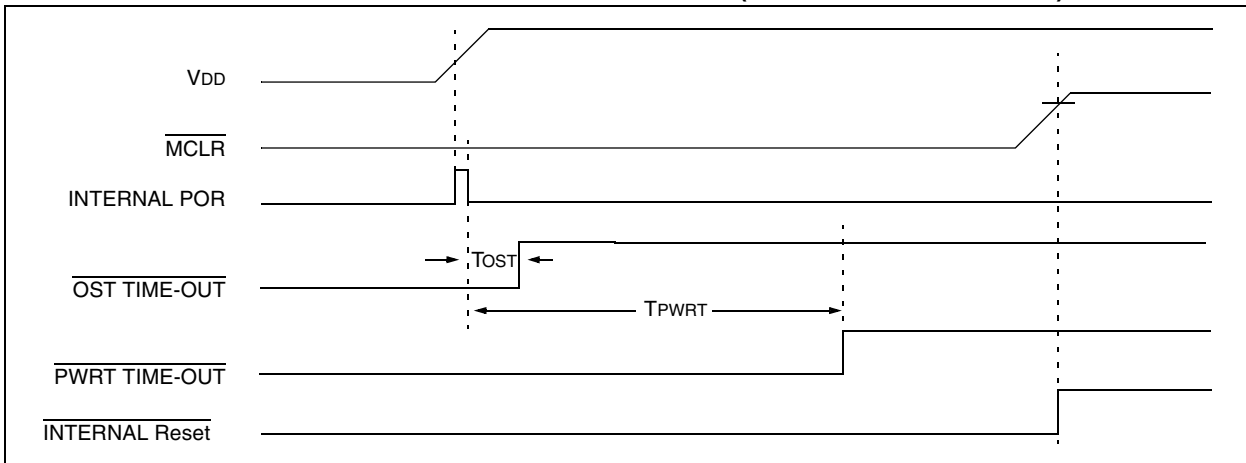 VDD
MCLR
INTERNAL POR
TOST
OST TIME-OUT
TPWRT
PWRT TIME-OUT
INTERNAL Reset